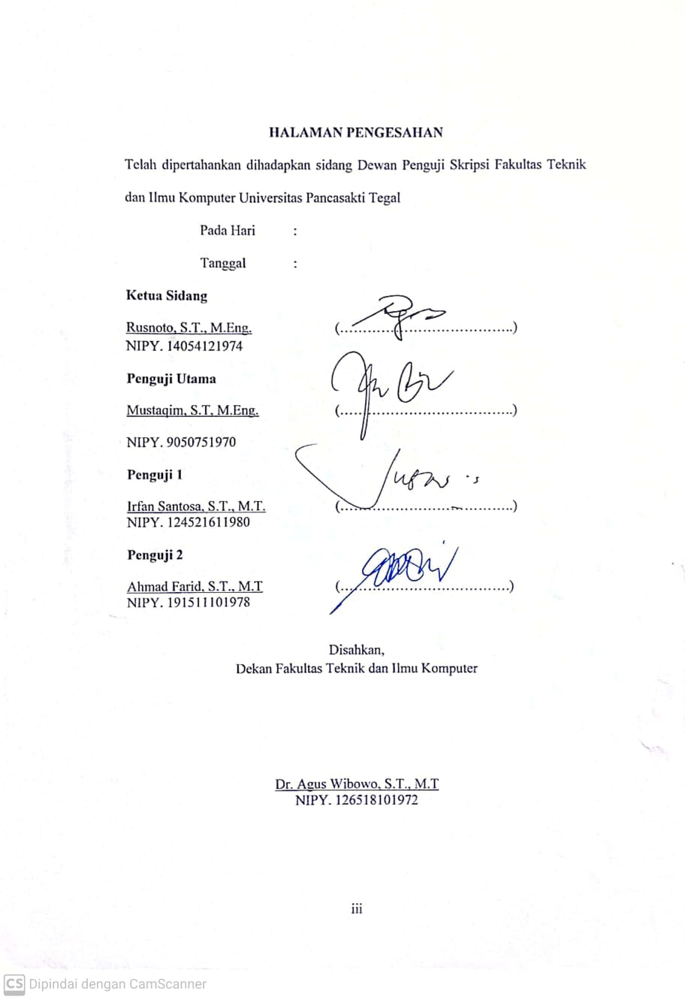 HALAMAN PENGESAHAN
Telah dipertahankan dihadapkan sidang Dewan Penguji Skripsi Fakultas Teknik
dan Ilmu Komputer Universitas Pancasakti Tegal
Pada Hari :
Tanggal :
Ketua Sidang
Rusnoto, S.T., M.Eng. (........................................)
NIPY. 14054121974
Penguji Utama
Mustaqim, S.T, M.Eng. (........................................)
NIPY. 9050751970
Penguji 1
Irfan Santosa, S.T., M.T. (........................................)
NIPY. 124521611980
Penguji 2
Ahmad Farid, S.T., M.T (........................................)
NIPY. 191511101978
Disahkan,
Dekan Fakultas Teknik dan Ilmu Komputer
Dr. Agus Wibowo, S.T., M.T
NIPY. 126518101972
iii
CS Dipindai dengan CamScanner